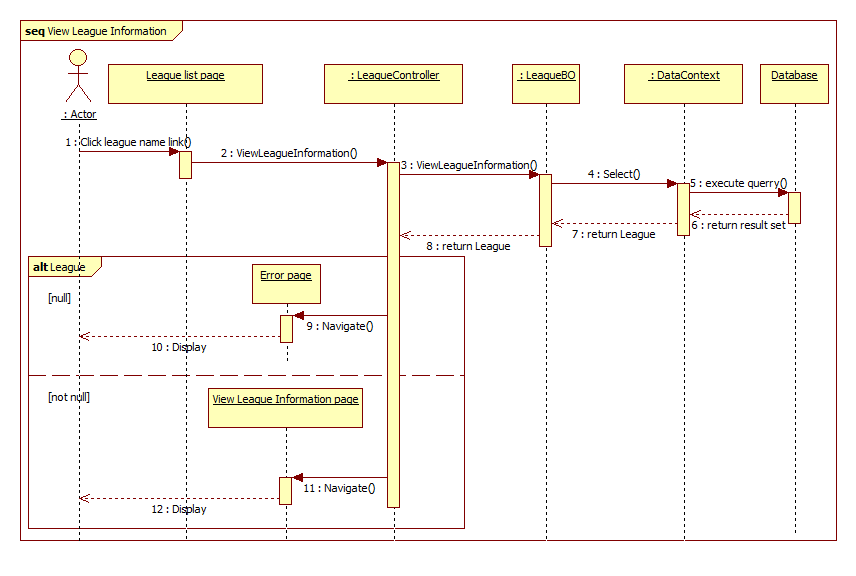 seq View League Information
League list page
: LeagueController
: LeagueBO
: DataContext
Database
: Actor
1 : Click league name link()
2 : ViewLeagueInformation()
3 : ViewLeagueInformation()
4 : Select()
5 : execute querry()
6 : return result set
7 : return League
8 : return League
alt League
Error page
[null]
9 : Navigate()
10 : Display
[not null]
View League Information page
11 : Navigate()
12 : Display